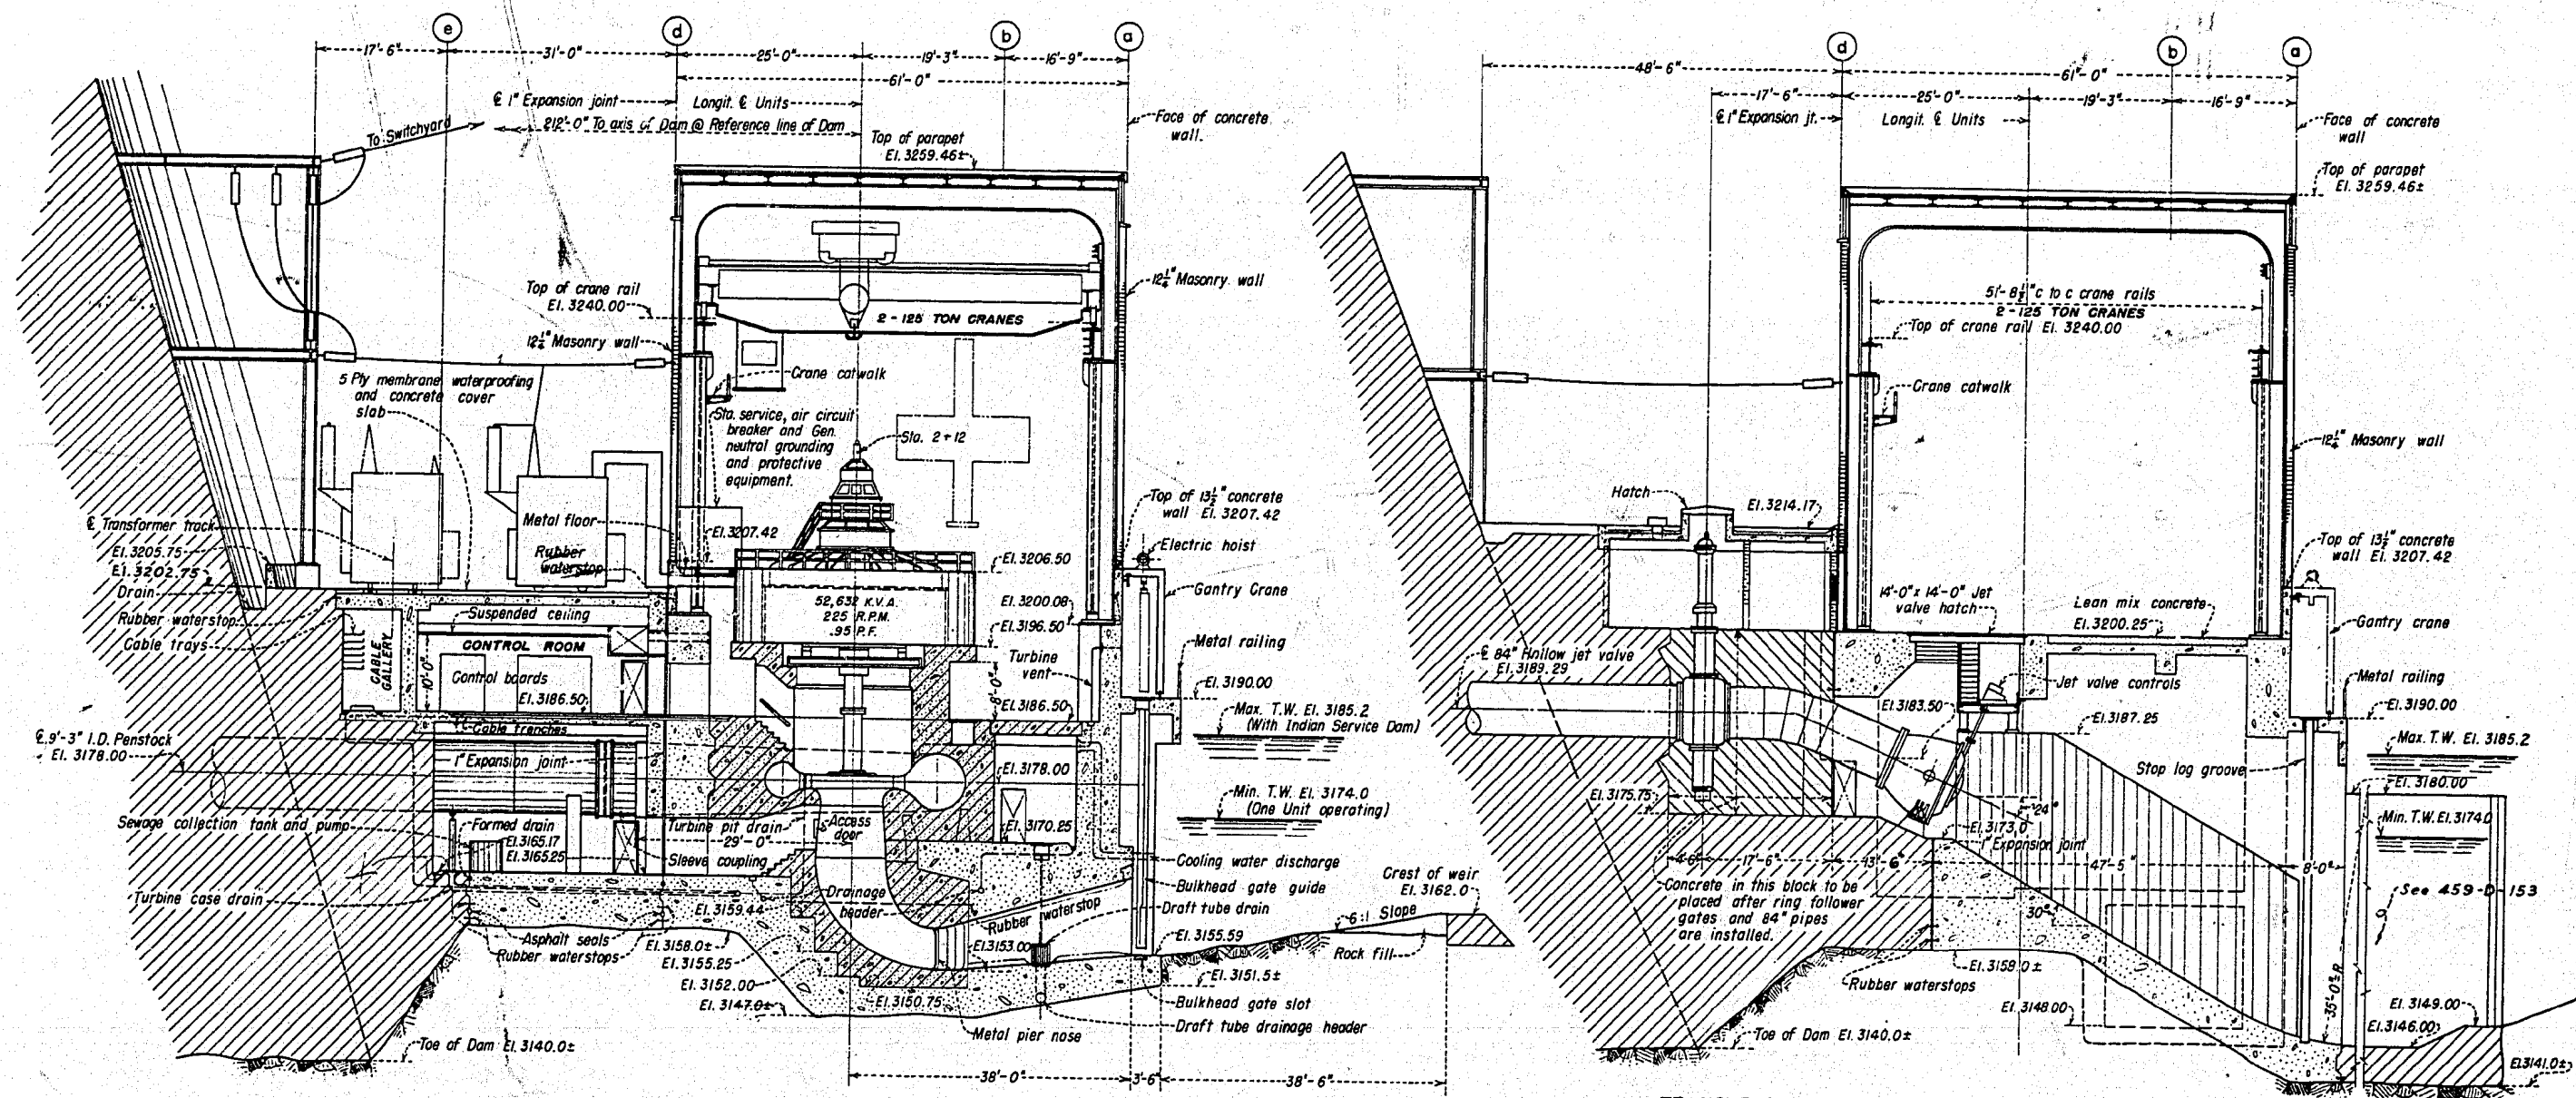 e
d
b
a
17'-6"
31'-0"
25'-0"
19'-3"
16'-9"
61'-0"
℄ 1" Expansion joint
Longit. ℄ Units
212'-0" To axis of Dam @ Reference line of Dam
To Switchyard
Top of parapet
El. 3259.46±
Face of concrete
wall.
Top of crane rail
El. 3240.00
2-125 TON CRANES
12¼" Masonry wall
12¼" Masonry wall
5 Ply membrane waterproofing
and concrete cover
slab
Crane catwalk
Sta. service, air circuit
breaker and Gen.
neutral grounding
and protective
equipment.
Sta. 2+12
℄ Transformer track
El. 3205.75
El. 3202.75
Drain
Rubber waterstop
Cable trays
Metal floor
Rubber
waterstop
El. 3207.42
Top of 13½" concrete
wall El. 3207.42
Electric hoist
El. 3206.50
Gantry Crane
52,632 K.V.A.
225 R.P.M.
.95 P.F.
El. 3200.08
El. 3196.50
Suspended ceiling
CONTROL ROOM
CABLE
GALLERY
10'-0"
Control boards
El. 3186.50
Turbine
vent
Metal railing
El. 3190.00
El. 3186.50
Max. T.W. El. 3185.2
(With Indian Service Dam)
℄ 9'-3" I.D. Penstock
El. 3178.00
Cable trenches
1" Expansion joint
El. 3178.00
Min. T.W. El. 3174.0
(One Unit operating)
Sewage collection tank and pump
Formed drain
El. 3165.17
El. 3165.25
Turbine pit drain
29'-0"
Sleeve coupling
Access
door
El. 3170.25
Cooling water discharge
Bulkhead gate guide
Draft tube drain
Crest of weir
El. 3162.0
6:1 Slope
Turbine case drain
El. 3159.44
Drainage
header
Rubber waterstop
Asphalt seals
Rubber waterstops
El. 3158.0±
El. 3155.25
El. 3152.00
El. 3147.0±
El. 3153.00
El. 3150.75
El. 3155.59
Rock fill
El. 3151.5±
Bulkhead gate slot
Draft tube drainage header
Metal pier nose
Toe of Dam El. 3140.0±
38'-0"
3'-6"
38'-6"
d
b
a
48'-6"
61'-0"
17'-6"
25'-0"
19'-3"
16'-9"
℄ 1" Expansion jt.
Longit. ℄ Units
Face of concrete
wall
Top of parapet
El. 3259.46±
51'-8½" c to c crane rails
2-125 TON CRANES
Top of crane rail El. 3240.00
Crane catwalk
12¼" Masonry wall
Hatch
El. 3214.17
Top of 13½" concrete
wall El. 3207.42
14'-0" x 14'-0" Jet
valve hatch
Lean mix concrete
El. 3200.25
Gantry crane
℄ 84" Hollow jet valve
El. 3189.29
Jet valve controls
El. 3183.50
El. 3187.25
Metal railing
El. 3190.00
Max. T.W. El. 3185.2
Stop log groove
El. 3180.00
El. 3175.75
24°
El. 3173.0
1" Expansion joint
Min. T.W. El. 3174.0
4'-6"
17'-6"
13'-6"
47'-5"
8'-0"
Concrete in this block to be
placed after ring follower
gates and 84" pipes
are installed.
30°
See 459-D-153
El. 3158.0±
Rubber waterstops
El. 3148.00
35'-0½" R
El. 3149.00
El. 3146.00
Toe of Dam El. 3140.0±
El. 3141.0±